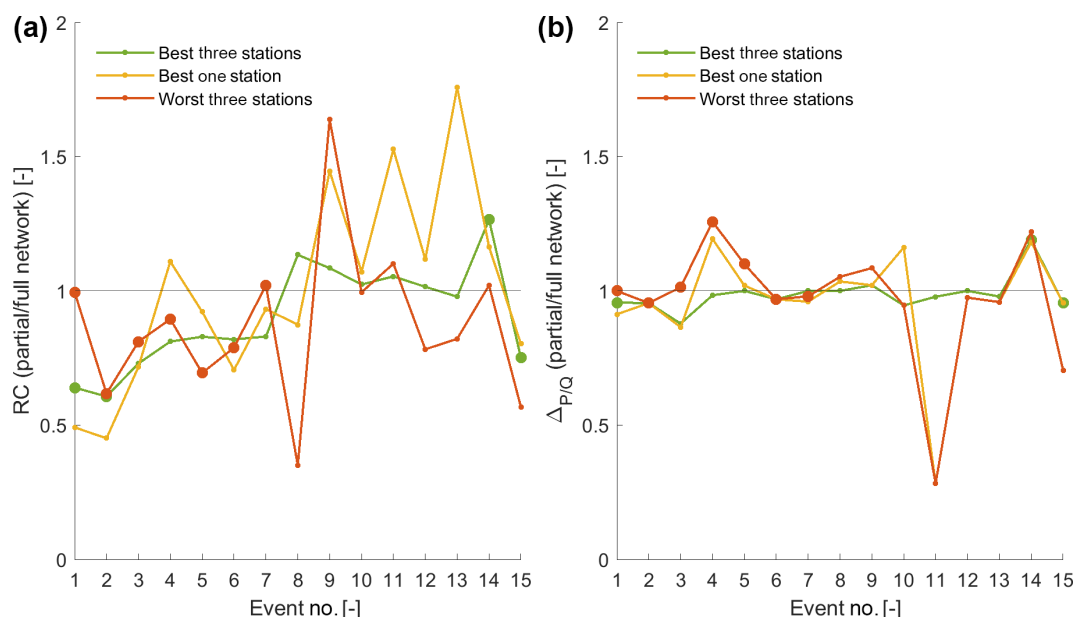 (a)
2
1.5
1
0.5
0
RC (partial/full network) [-]
Best three stations
Best one station
Worst three stations
1 2 3 4 5 6 7 8 9 10 11 12 13 14 15
Event no. [-]
(b)
2
1.5
1
0.5
0
Δ_P/Q (partial/full network) [-]
Best three stations
Best one station
Worst three stations
1 2 3 4 5 6 7 8 9 10 11 12 13 14 15
Event no. [-]